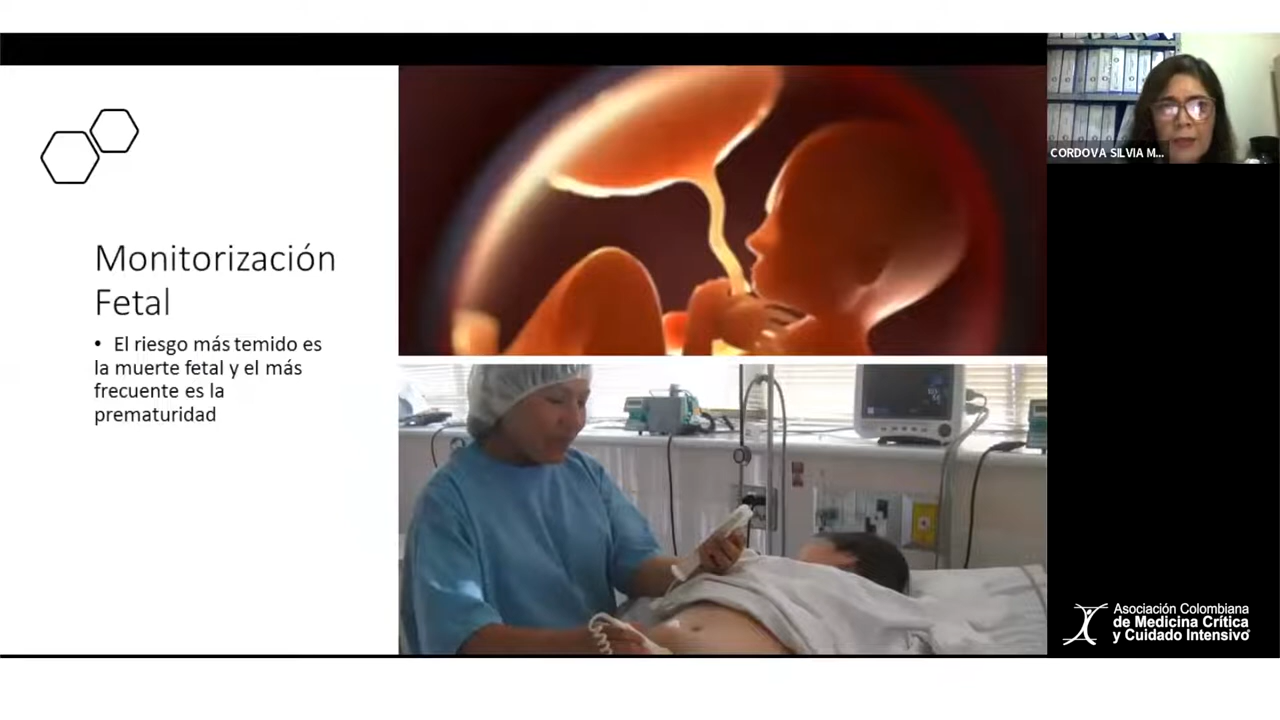 Monitorización
Fetal
• El riesgo más temido es
la muerte fetal y el más
frecuente es la
prematuridad
CORDOVA SILVIA M...
Asociación Colombiana
de Medicina Crítica
y Cuidado Intensivo